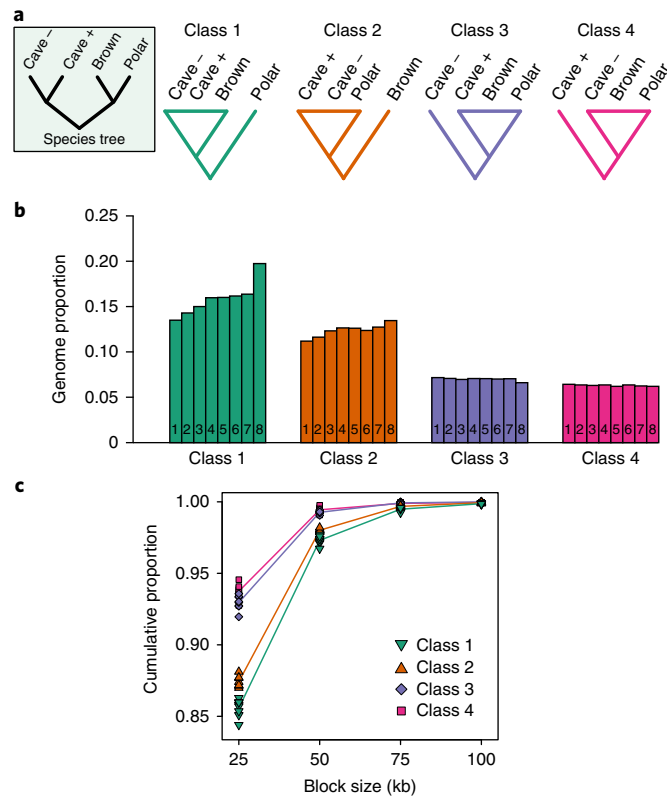 a
Cave –
Cave +
Brown
Polar
Species tree
Class 1
Cave –
Cave +
Brown
Polar
Class 2
Cave +
Cave –
Polar
Brown
Class 3
Cave –
Cave +
Brown
Polar
Class 4
Cave +
Cave –
Brown
Polar
b
Genome proportion
0.25
0.20
0.15
0.10
0.05
0
1 2 3 4 5 6 7 8
1 2 3 4 5 6 7 8
1 2 3 4 5 6 7 8
1 2 3 4 5 6 7 8
Class 1 Class 2 Class 3 Class 4
c
Cumulative proportion
1.00
0.95
0.90
0.85
Class 1
Class 2
Class 3
Class 4
25 50 75 100
Block size (kb)